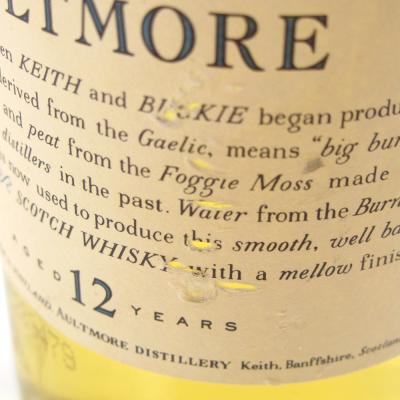 LTMORE
en KEITH and BUCKIE began produ
derived from the Gaelic, means "big bur
and peat from the Foggie Moss made
distillers in the past. Water from the Burn
now used to produce this smooth, well ba
SCOTCH WHISKY with a mellow finis
AGED 12 YEARS
AULTMORE DISTILLERY Keith, Banffshire, Scotlan